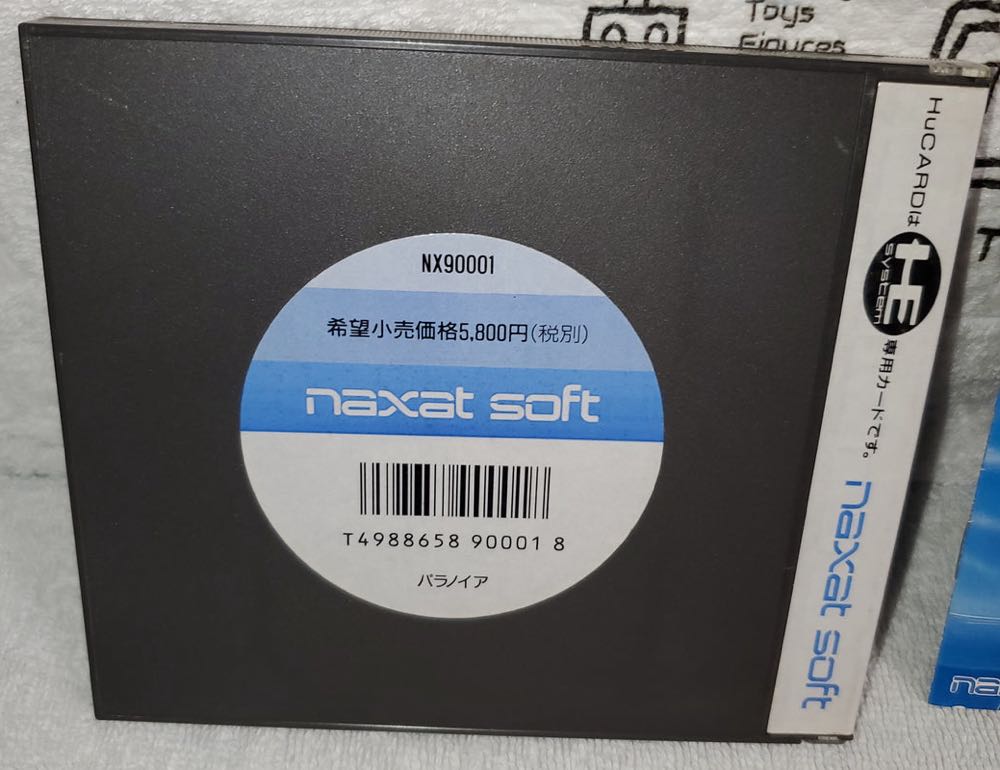 Toys
Figures
NX90001
希望小売価格5,800円(税別)
naxat soft
T4988658 90001 8
パラノイア
HuCARDは HE SYSTEM 専用カードです。 naxat soft
na